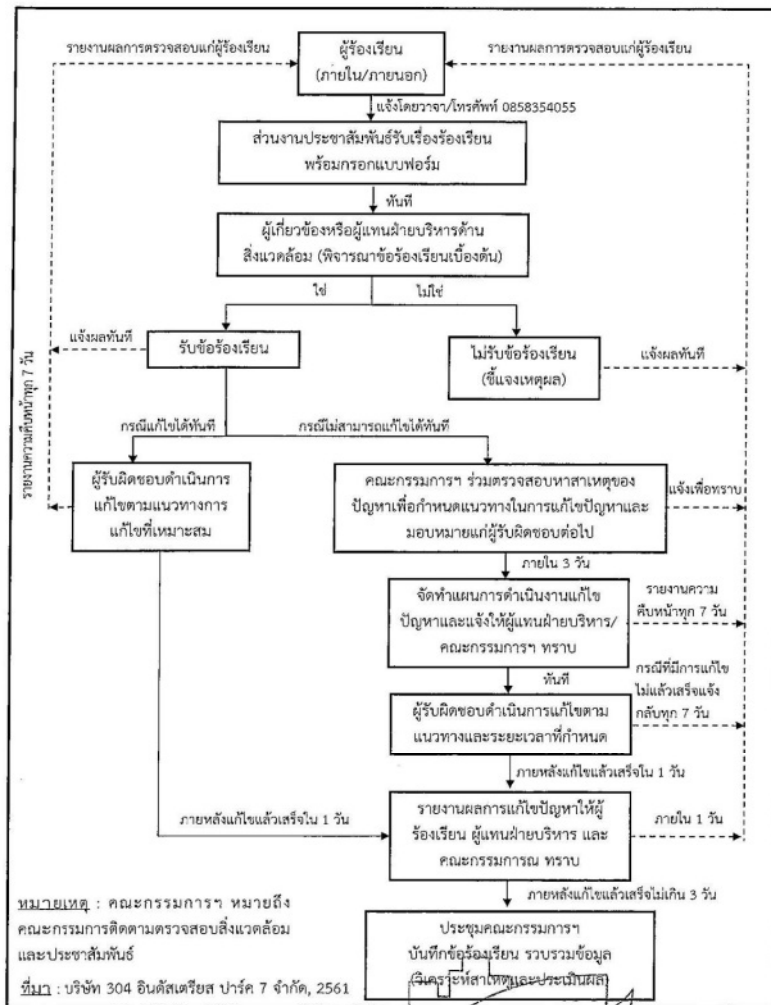 รายงานผลการตรวจสอบแก่ผู้ร้องเรียน
ผู้ร้องเรียน
(ภายใน/ภายนอก)
รายงานผลการตรวจสอบแก่ผู้ร้องเรียน
แจ้งโดยวาจา/โทรศัพท์ 0858354055
ส่วนงานประชาสัมพันธ์รับเรื่องร้องเรียน
พร้อมกรอกแบบฟอร์ม
ทันที
ผู้เกี่ยวข้องหรือผู้แทนฝ่ายบริหารด้าน
สิ่งแวดล้อม (พิจารณาข้อร้องเรียนเบื้องต้น)
ใช่
ไม่ใช่
แจ้งผลทันที
รับข้อร้องเรียน
ไม่รับข้อร้องเรียน
(ชี้แจงเหตุผล)
แจ้งผลทันที
รายงานความคืบหน้าทุก 7 วัน
กรณีแก้ไขได้ทันที
กรณีไม่สามารถแก้ไขได้ทันที
ผู้รับผิดชอบดำเนินการ
แก้ไขตามแนวทางการ
แก้ไขที่เหมาะสม
คณะกรรมการฯ ร่วมตรวจสอบหาสาเหตุของ
ปัญหาเพื่อกำหนดแนวทางในการแก้ไขปัญหาและ
มอบหมายแก่ผู้รับผิดชอบต่อไป
แจ้งเพื่อทราบ
ภายใน 3 วัน
จัดทำแผนการดำเนินงานแก้ไข
ปัญหาและแจ้งให้ผู้แทนฝ่ายบริหาร/
คณะกรรมการฯ ทราบ
รายงานความ
คืบหน้าทุก 7 วัน
ทันที
กรณีที่มีการแก้ไข
ไม่แล้วเสร็จแจ้ง
กลับทุก 7 วัน
ผู้รับผิดชอบดำเนินการแก้ไขตาม
แนวทางและระยะเวลาที่กำหนด
ภายหลังแก้ไขแล้วเสร็จใน 1 วัน
ภายหลังแก้ไขแล้วเสร็จใน 1 วัน
รายงานผลการแก้ไขปัญหาให้ผู้
ร้องเรียน ผู้แทนฝ่ายบริหาร และ
คณะกรรมการณ ทราบ
ภายใน 1 วัน
ภายหลังแก้ไขแล้วเสร็จไม่เกิน 3 วัน
ประชุมคณะกรรมการฯ
บันทึกข้อร้องเรียน รวบรวมข้อมูล
(วิเคราะห์สาเหตุและประเมินผล)
หมายเหตุ : คณะกรรมการฯ หมายถึง
คณะกรรมการติดตามตรวจสอบสิ่งแวดล้อม
และประชาสัมพันธ์
ที่มา : บริษัท 304 อินดัสเตรียส ปาร์ค 7 จำกัด, 2561